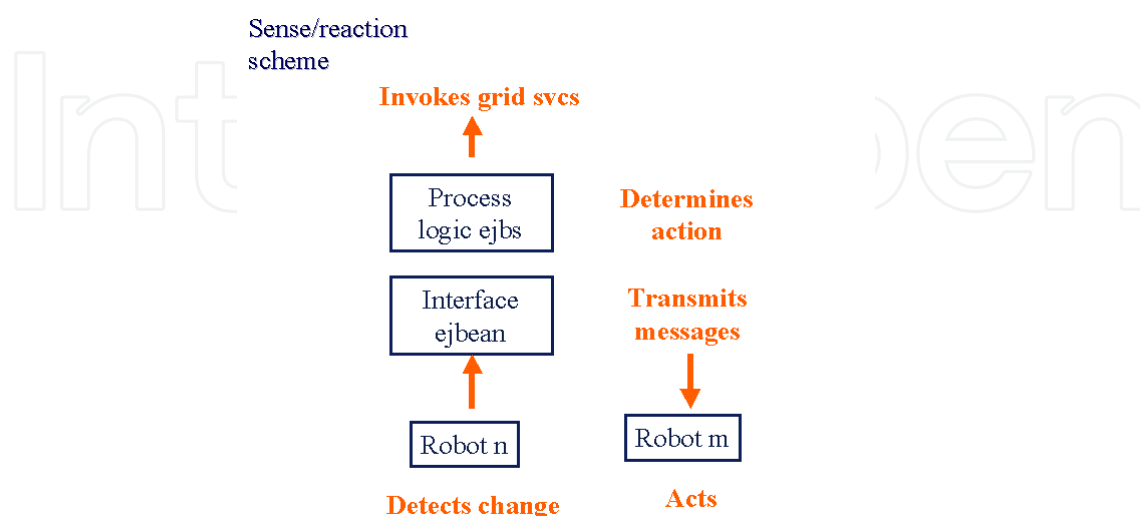 Sense/reaction
scheme
Invokes grid svcs
Process
logic ejbs
Determines
action
Interface
ejbean
Transmits
messages
Robot n
Robot m
Detects change
Acts